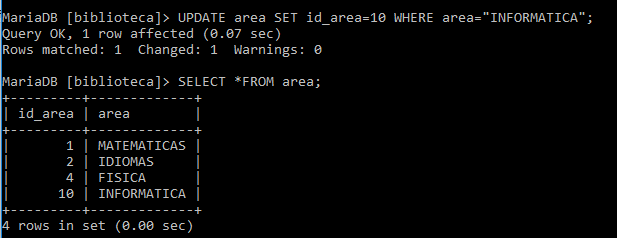 MariaDB [biblioteca]> UPDATE area SET id_area=10 WHERE area="INFORMATICA";
Query OK, 1 row affected (0.07 sec)
Rows matched: 1  Changed: 1  Warnings: 0
MariaDB [biblioteca]> SELECT *FROM area;
+---------+-------------+
| id_area | area        |
+---------+-------------+
|       1 | MATEMATICAS |
|       2 | IDIOMAS     |
|       4 | FISICA      |
|      10 | INFORMATICA |
+---------+-------------+
4 rows in set (0.00 sec)